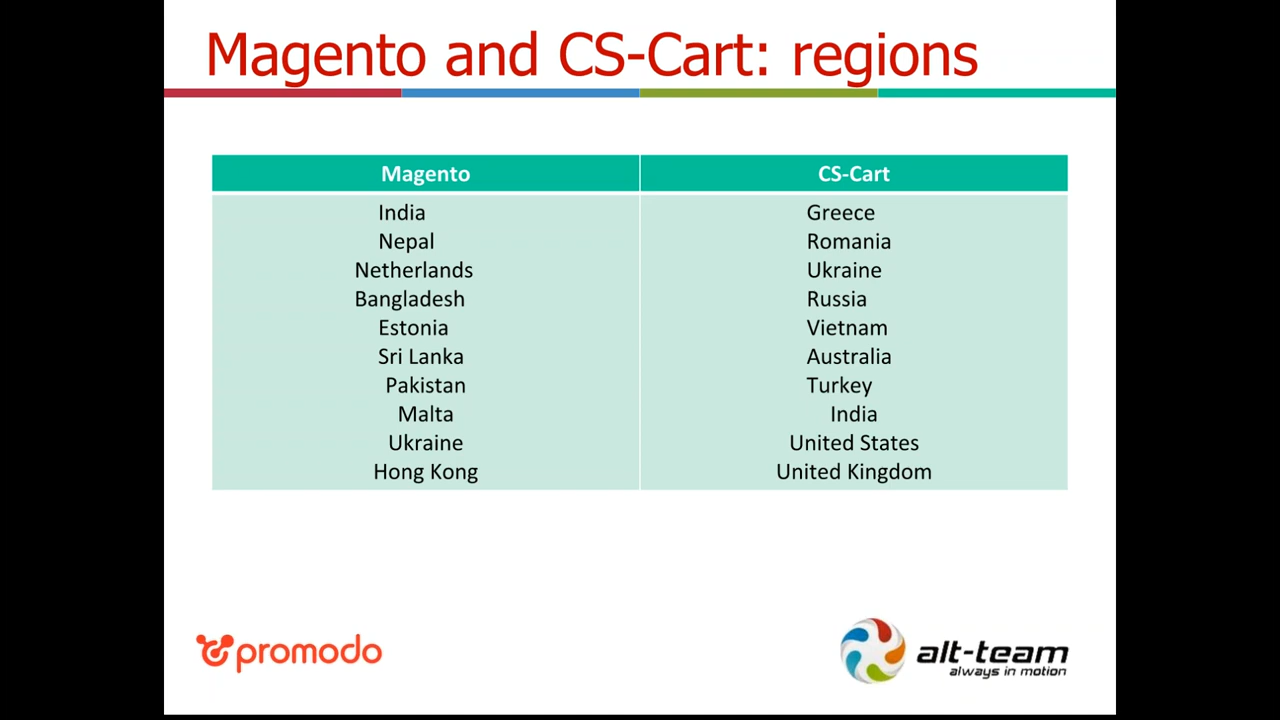 Magento and CS-Cart: regions
Magento CS-Cart
India Greece
Nepal Romania
Netherlands Ukraine
Bangladesh Russia
Estonia Vietnam
Sri Lanka Australia
Pakistan Turkey
Malta India
Ukraine United States
Hong Kong United Kingdom
promodo alt-team
always in motion